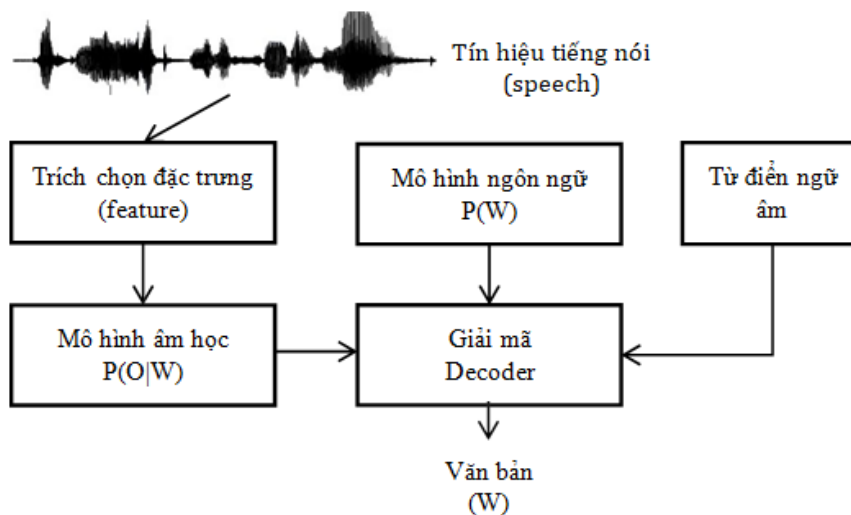 Tín hiệu tiếng nói
(speech)
Trích chọn đặc trưng
(feature)
Mô hình ngôn ngữ
P(W)
Từ điển ngữ
âm
Mô hình âm học
P(O|W)
Giải mã
Decoder
Văn bản
(W)